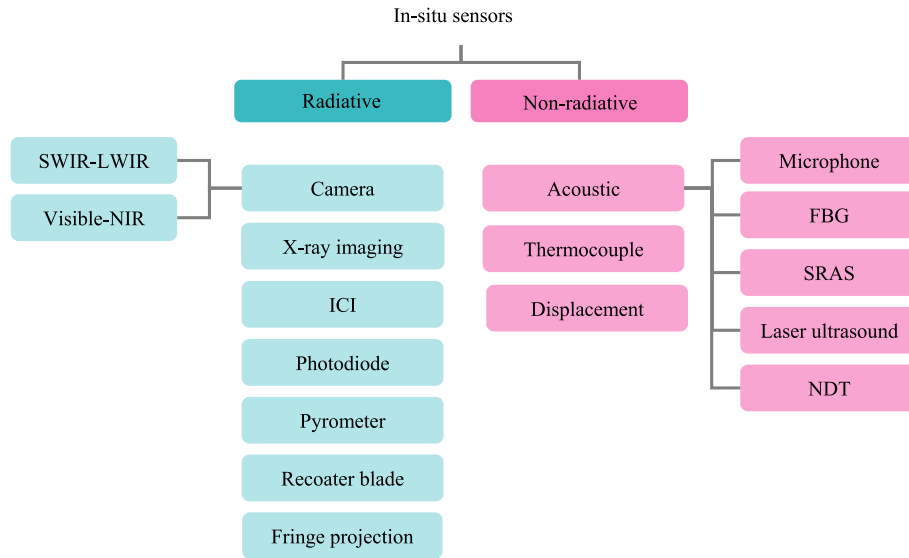 In-situ sensors
Radiative
Non-radiative
SWIR-LWIR
Visible-NIR
Camera
X-ray imaging
ICI
Photodiode
Pyrometer
Recoater blade
Fringe projection
Acoustic
Thermocouple
Displacement
Microphone
FBG
SRAS
Laser ultrasound
NDT